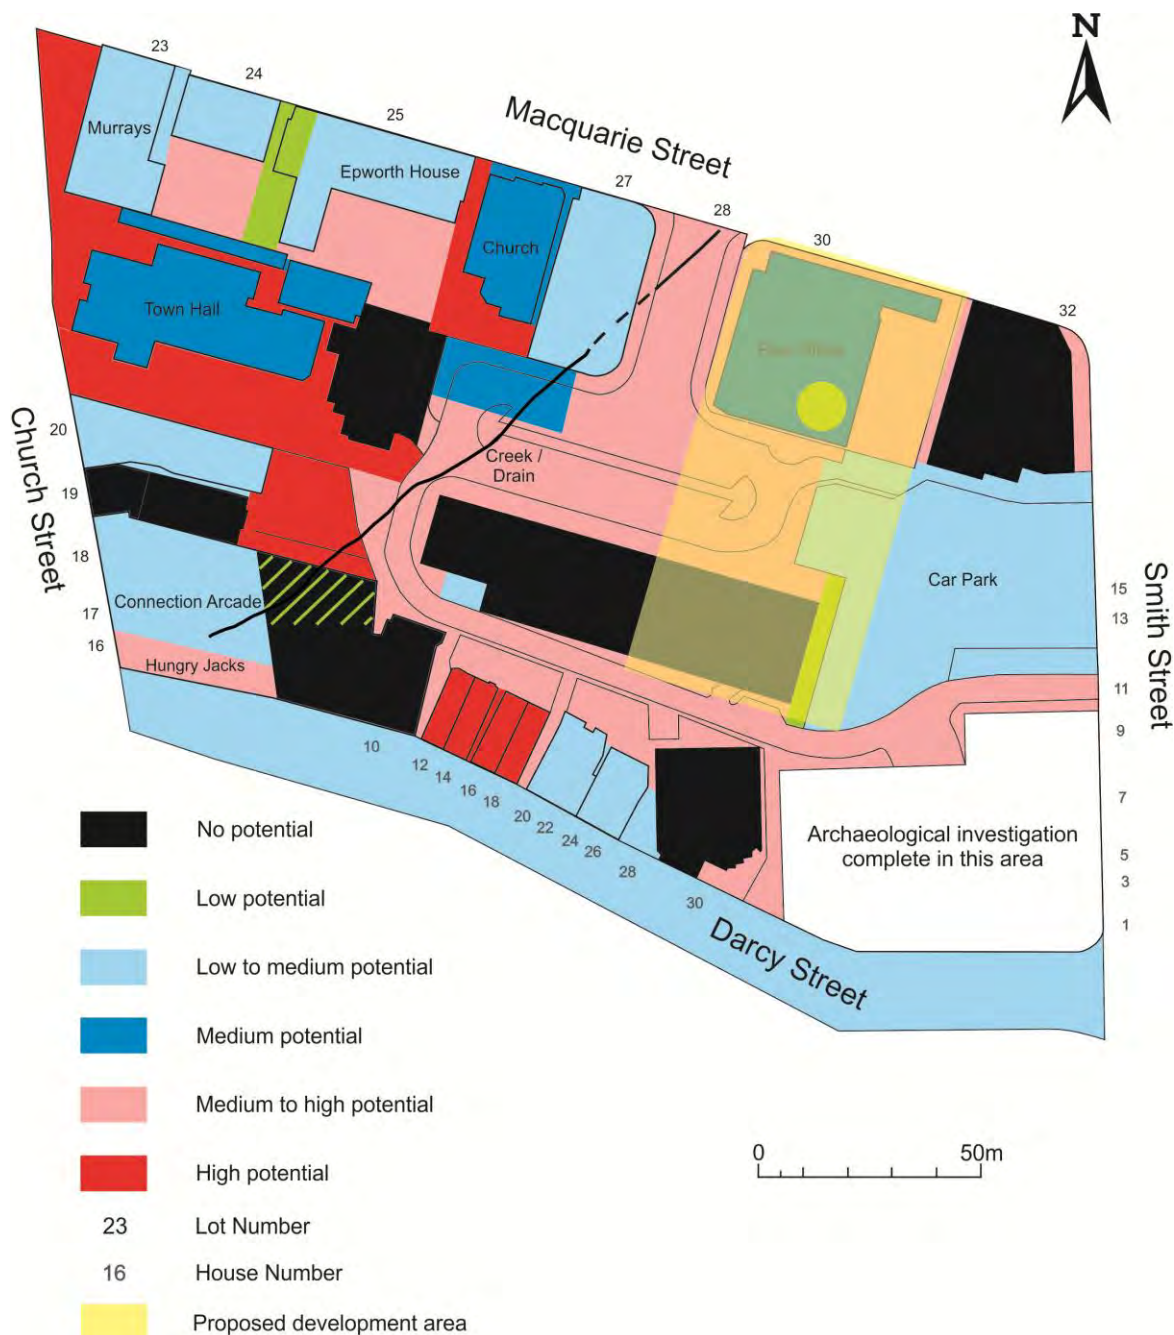 N
23
24
25
Macquarie Street
27
28
30
32
Murrays
Epworth House
Church
Town Hall
Church Street
20
19
18
17
16
Creek /
Drain
Connection Arcade
Hungry Jacks
Car Park
Smith Street
15
13
11
9
7
5
3
1
10
12
14
16
18
20
22
24
26
28
30
Darcy Street
Archaeological investigation
complete in this area
No potential
Low potential
Low to medium potential
Medium potential
Medium to high potential
High potential
23 Lot Number
16 House Number
Proposed development area
0 50m